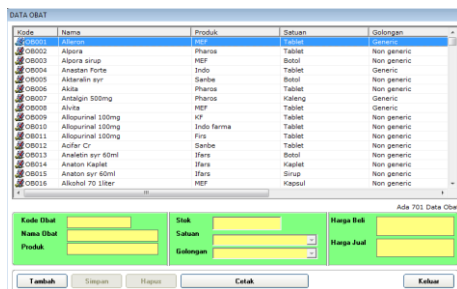 DATA OBAT
Kode Nama Produk Satuan Golongan
OB001 Alleron MEF Tablet Generic
OB002 Alpora Pharos Tablet Non generic
OB003 Alpora sirup MEF Botol Non generic
OB004 Anastan Forte Indo Tablet Generic
OB005 Aktaralin syr Sanbe Botol Non generic
OB006 Akita Pharos Tablet Non generic
OB007 Antalgin 500mg Pharos Kaleng Generic
OB008 Alvita MEF Tablet Generic
OB009 Allopurinal 100mg KF Tablet Non generic
OB010 Allopurinal 100mg Indo farma Tablet Non generic
OB011 Allopurinal 100mg Firs Tablet Non generic
OB012 Acifar Cr Sanbe Tablet Non generic
OB013 Analetin syr 60ml Ifars Botol Non generic
OB014 Anaton Kaplet Ifars Kaplet Non generic
OB015 Anaton syr 60ml Ifars Sirup Non generic
OB016 Alkohol 70 1liter MEF Kapsul Non generic
Ada 701 Data Obat
Kode Obat Stok Harga Beli
Nama Obat Satuan
Produk Golongan Harga Jual
Tambah Simpan Hapus Cetak Keluar